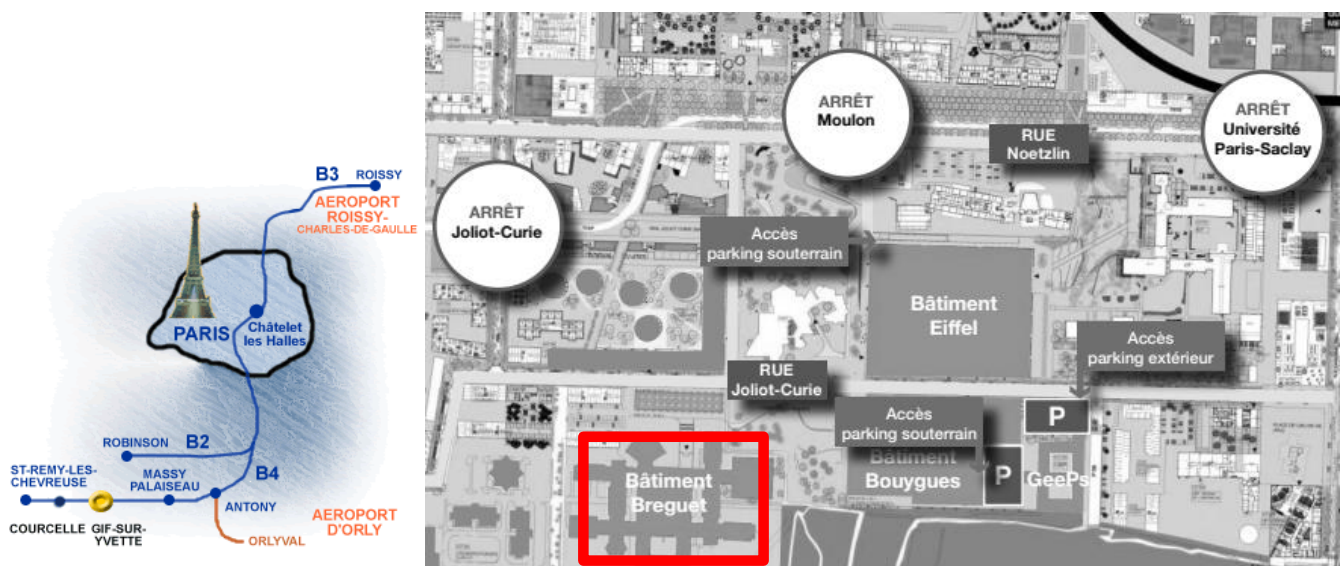 B3
ROISSY
AEROPORT
ROISSY-
CHARLES-DE-GAULLE
PARIS
Châtelet
les Halles
ROBINSON
B2
B4
ST-REMY-LES-
CHEVREUSE
MASSY
PALAISEAU
ANTONY
COURCELLE
GIF-SUR-
YVETTE
AEROPORT
D'ORLY
ORLYVAL
ARRÊT
Moulon
RUE
Noetzlin
ARRÊT
Université
Paris-Saclay
ARRÊT
Joliot-Curie
Accès
parking souterrain
Bâtiment
Eiffel
Accès
parking extérieur
RUE
Joliot-Curie
Accès
parking souterrain
P
Bâtiment
Bouygues
P
GeePs
Bâtiment
Breguet